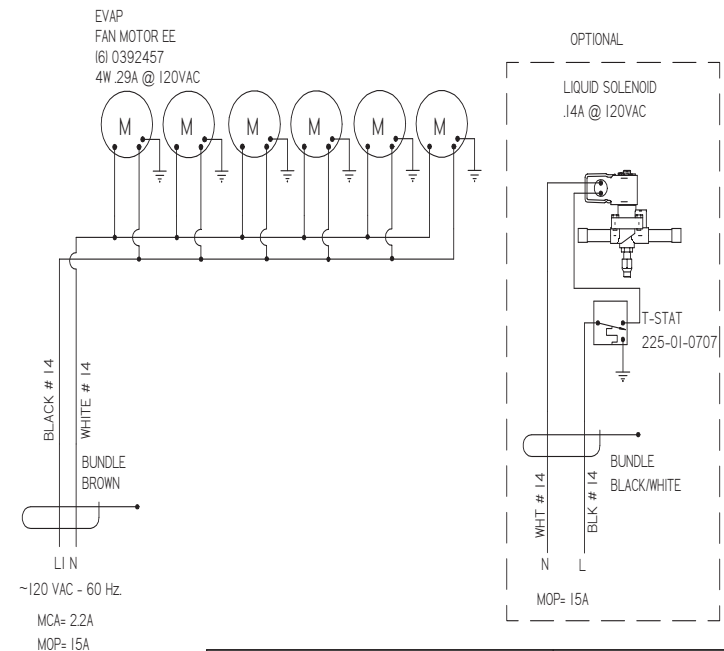 EVAP
FAN MOTOR EE
(6) 0392457
4W .29A @ 120VAC
M M M M M M
BLACK # 14
WHITE # 14
BUNDLE
BROWN
L1 N
~120 VAC - 60 Hz.
MCA= 2.2A
MOP= 15A
OPTIONAL
LIQUID SOLENOID
.14A @ 120VAC
T-STAT
225-01-0707
BUNDLE
BLACK/WHITE
WHT # 14
BLK # 14
N L
MOP= 15A